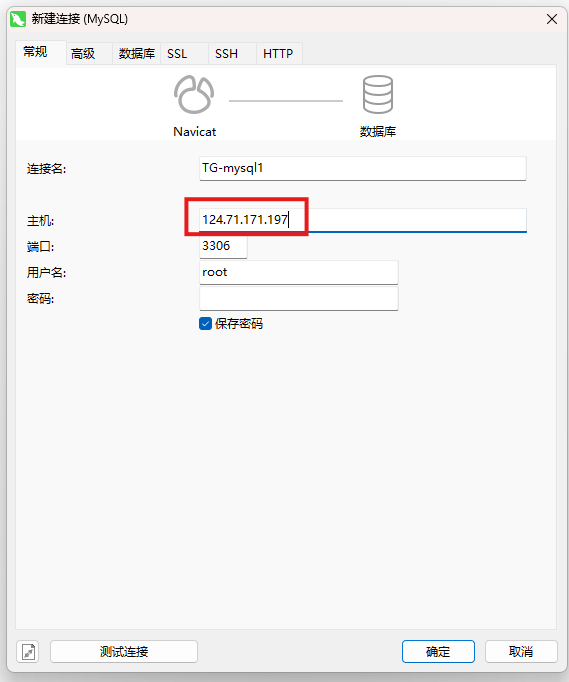 新建连接 (MySQL)
常规 高级 数据库 SSL SSH HTTP
Navicat 数据库
连接名: TG-mysql1
主机: 124.71.171.197
端口: 3306
用户名: root
密码:
保存密码
测试连接 确定 取消